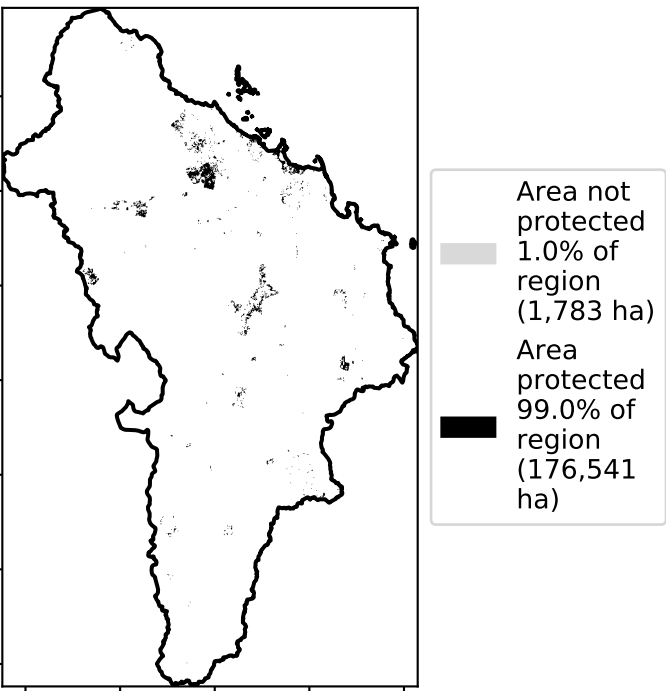 Area not
protected
1.0% of
region
(1,783 ha)
Area
protected
99.0% of
region
(176,541
ha)